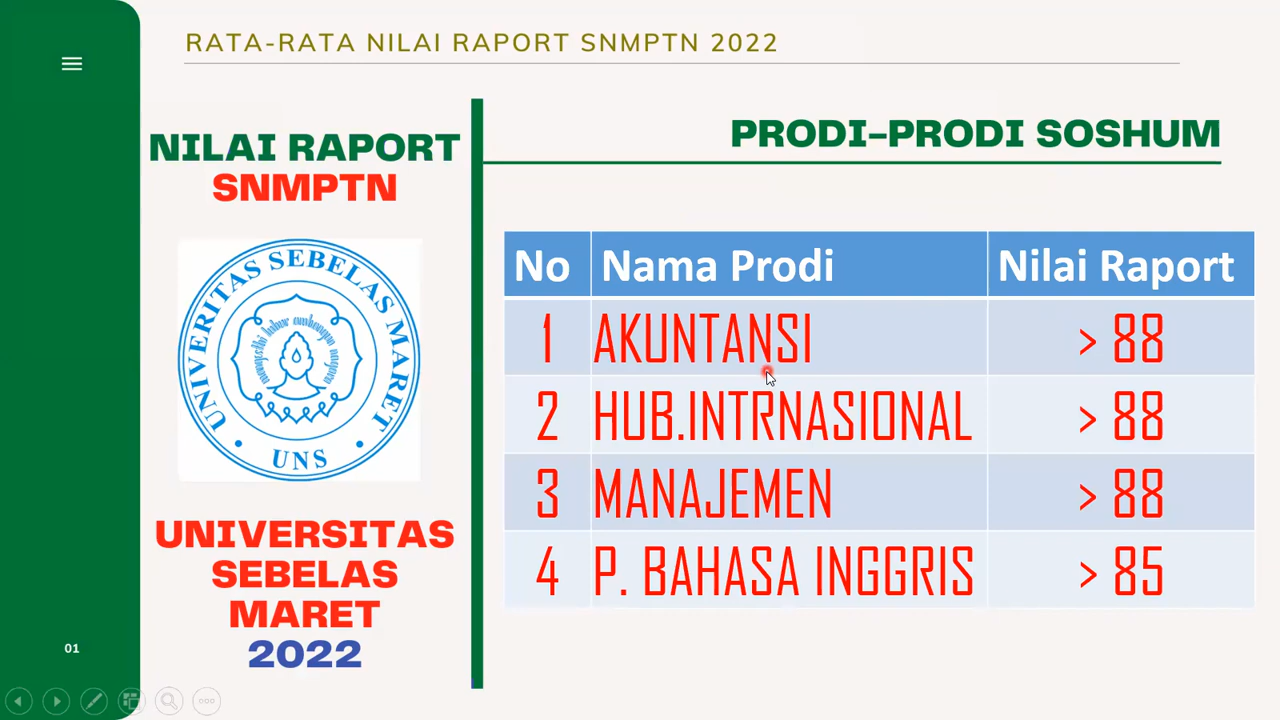 RATA-RATA NILAI RAPORT SNMPTN 2022
NILAI RAPORT
SNMPTN
UNIVERSITAS SEBELAS MARET
UNS
UNIVERSITAS
SEBELAS
MARET
2022
01
PRODI-PRODI SOSHUM
No Nama Prodi Nilai Raport
1 AKUNTANSI > 88
2 HUB.INTRNASIONAL > 88
3 MANAJEMEN > 88
4 P. BAHASA INGGRIS > 85